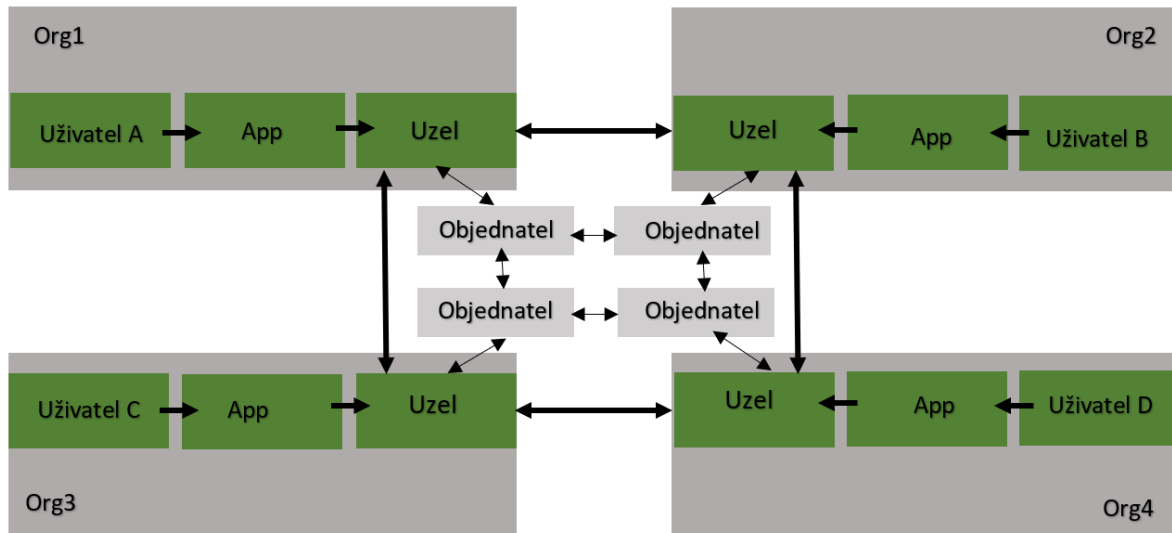 Org1
Org2
Uživatel A
App
Uzel
Uzel
App
Uživatel B
Objednatel
Objednatel
Objednatel
Objednatel
Uživatel C
App
Uzel
Uzel
App
Uživatel D
Org3
Org4